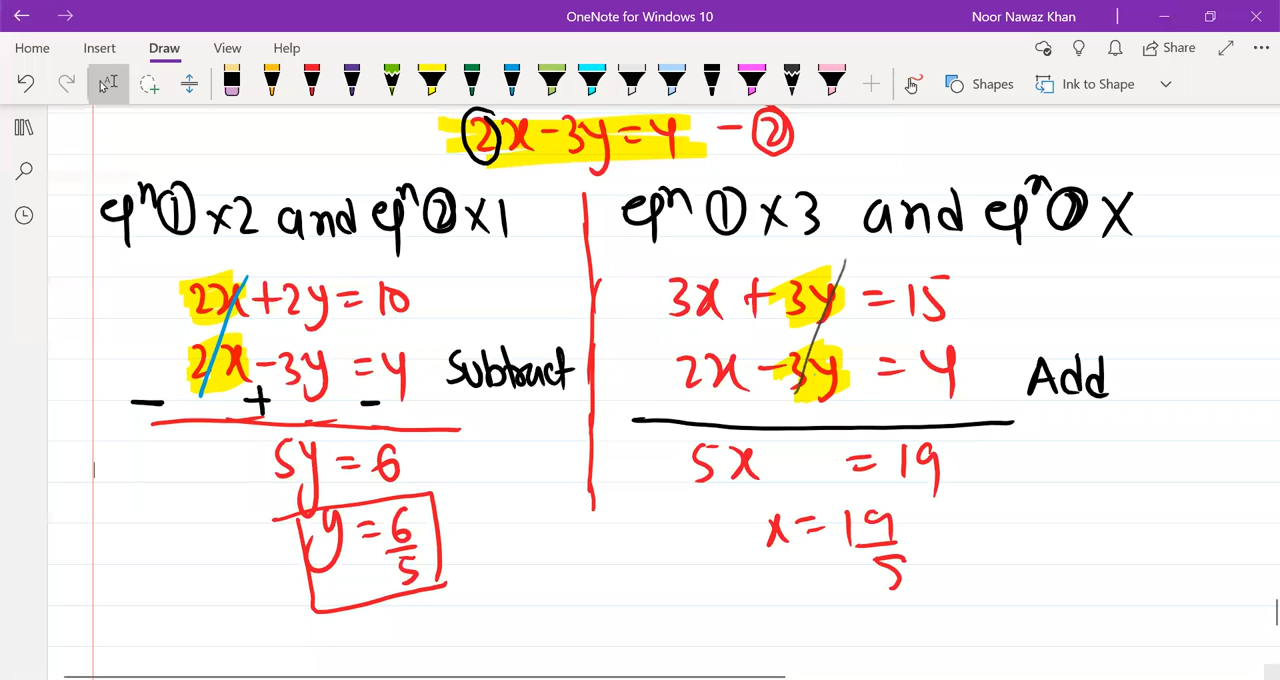 OneNote for Windows 10
Noor Nawaz Khan
Home Insert Draw View Help
Share
Shapes
Ink to Shape
2x-3y=4 - ②
eqn ① ×2 and eqn ② ×1
2x+2y=10
2x-3y=4 Subtract
- + -
5y=6
y=6/5
eqn ① ×3 and eqn ② ×
3x+3y=15
2x-3y=4 Add
5x =19
x=19/5